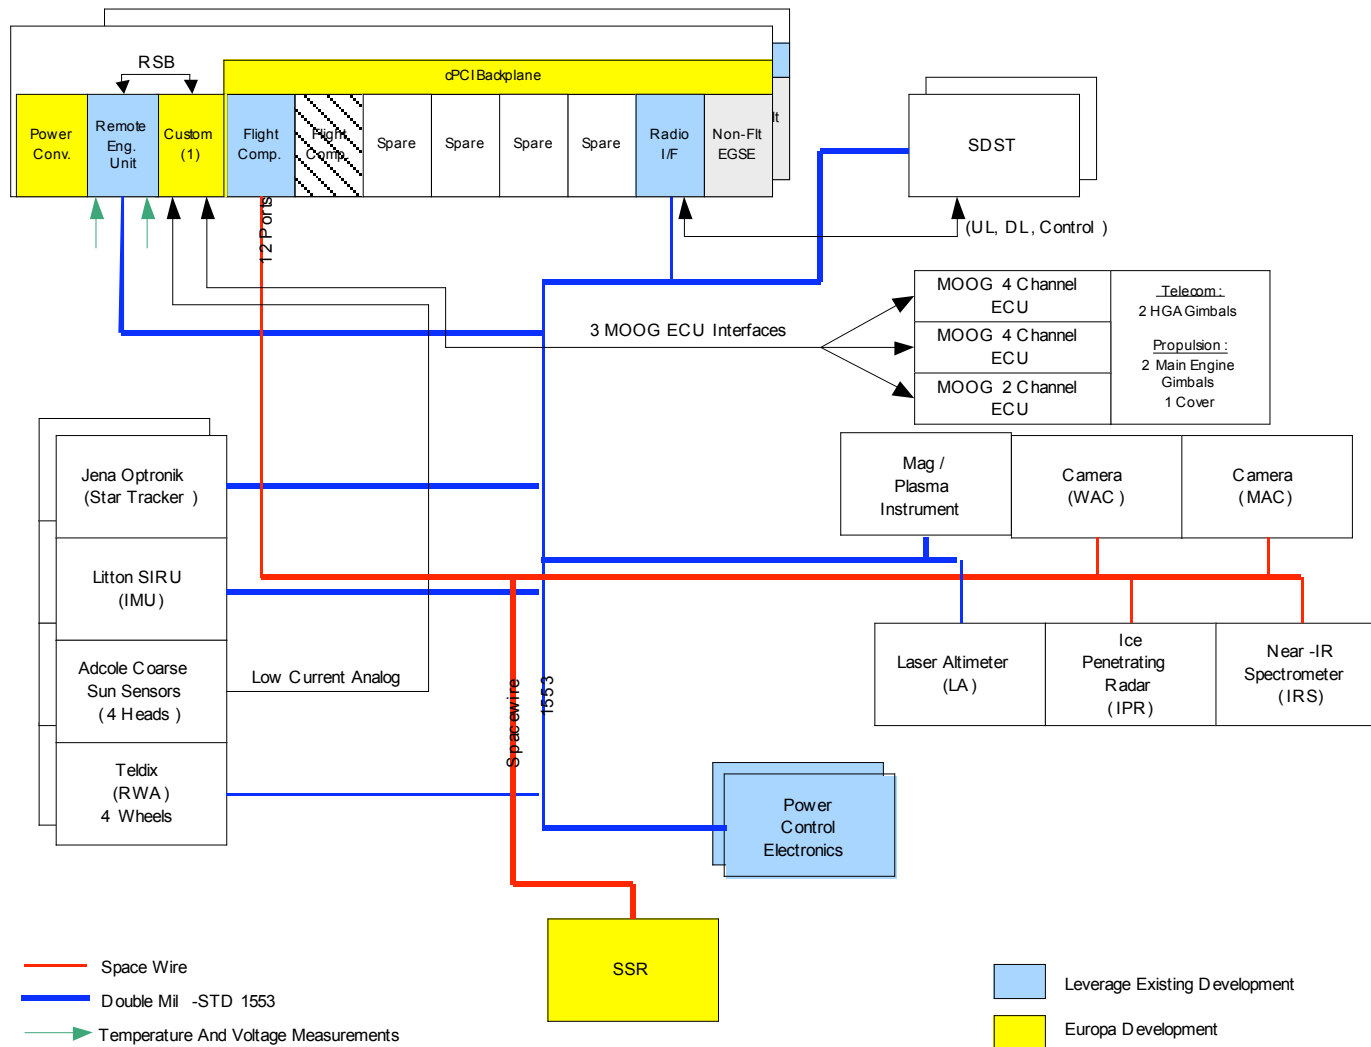 RSB
cPCI Backplane
Power
Conv.
Remote
Eng.
Unit
Custom
(1)
Flight
Comp.
Flight
Comp.
Spare
Spare
Spare
Spare
Radio
I/F
Non-Flt
EGSE
lt
SDST
12 Ports
(UL, DL, Control )
MOOG 4 Channel
ECU
MOOG 4 Channel
ECU
MOOG 2 Channel
ECU
Telecom :
2 HGA Gimbals
Propulsion :
2 Main Engine
Gimbals
1 Cover
3 MOOG ECU Interfaces
Jena Optronik
(Star Tracker )
Litton SIRU
(IMU)
Adcole Coarse
Sun Sensors
( 4 Heads )
Teldix
(RWA)
4 Wheels
Low Current Analog
Mag /
Plasma
Instrument
Camera
(WAC)
Camera
(MAC)
Laser Altimeter
(LA )
Ice
Penetrating
Radar
(IPR)
Near -IR
Spectrometer
(IRS)
Spacewire
1553
Power
Control
Electronics
SSR
Space Wire
Double Mil -STD 1553
Temperature And Voltage Measurements
Leverage Existing Development
Europa Development